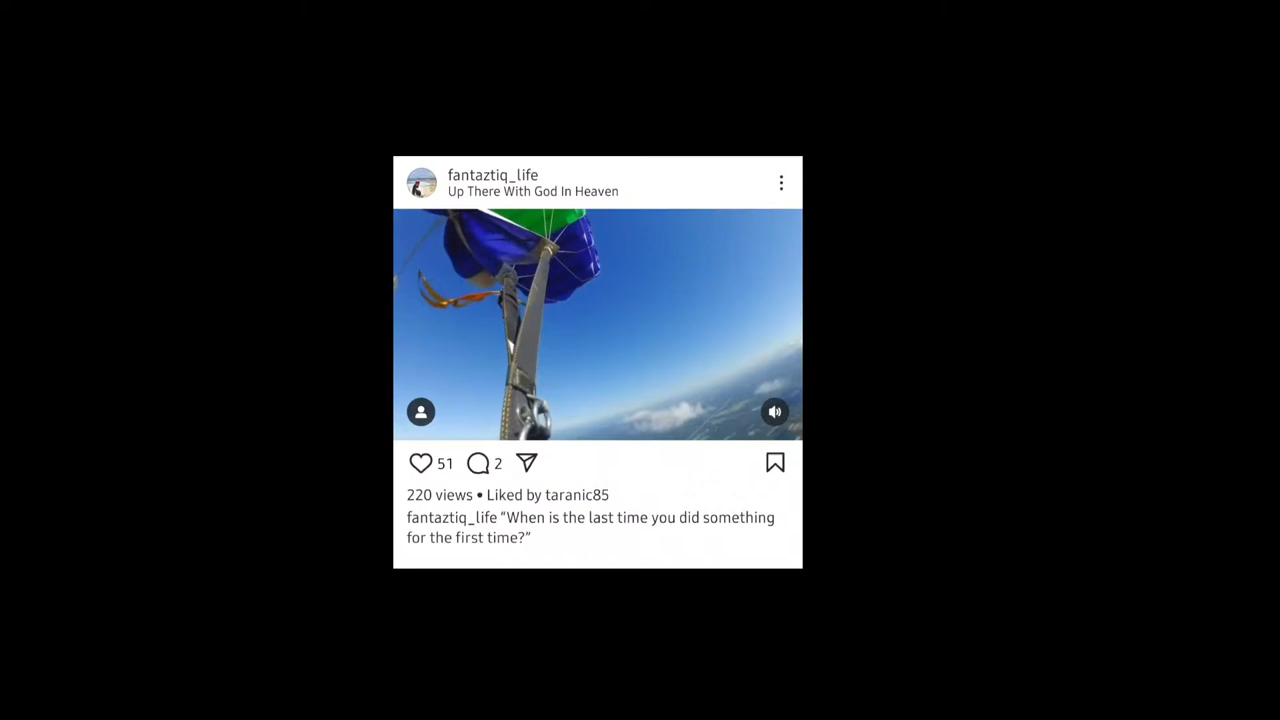 fantaztiq_life
Up There With God In Heaven
51 2
220 views • Liked by taranic85
fantaztiq_life “When is the last time you did something
for the first time?”